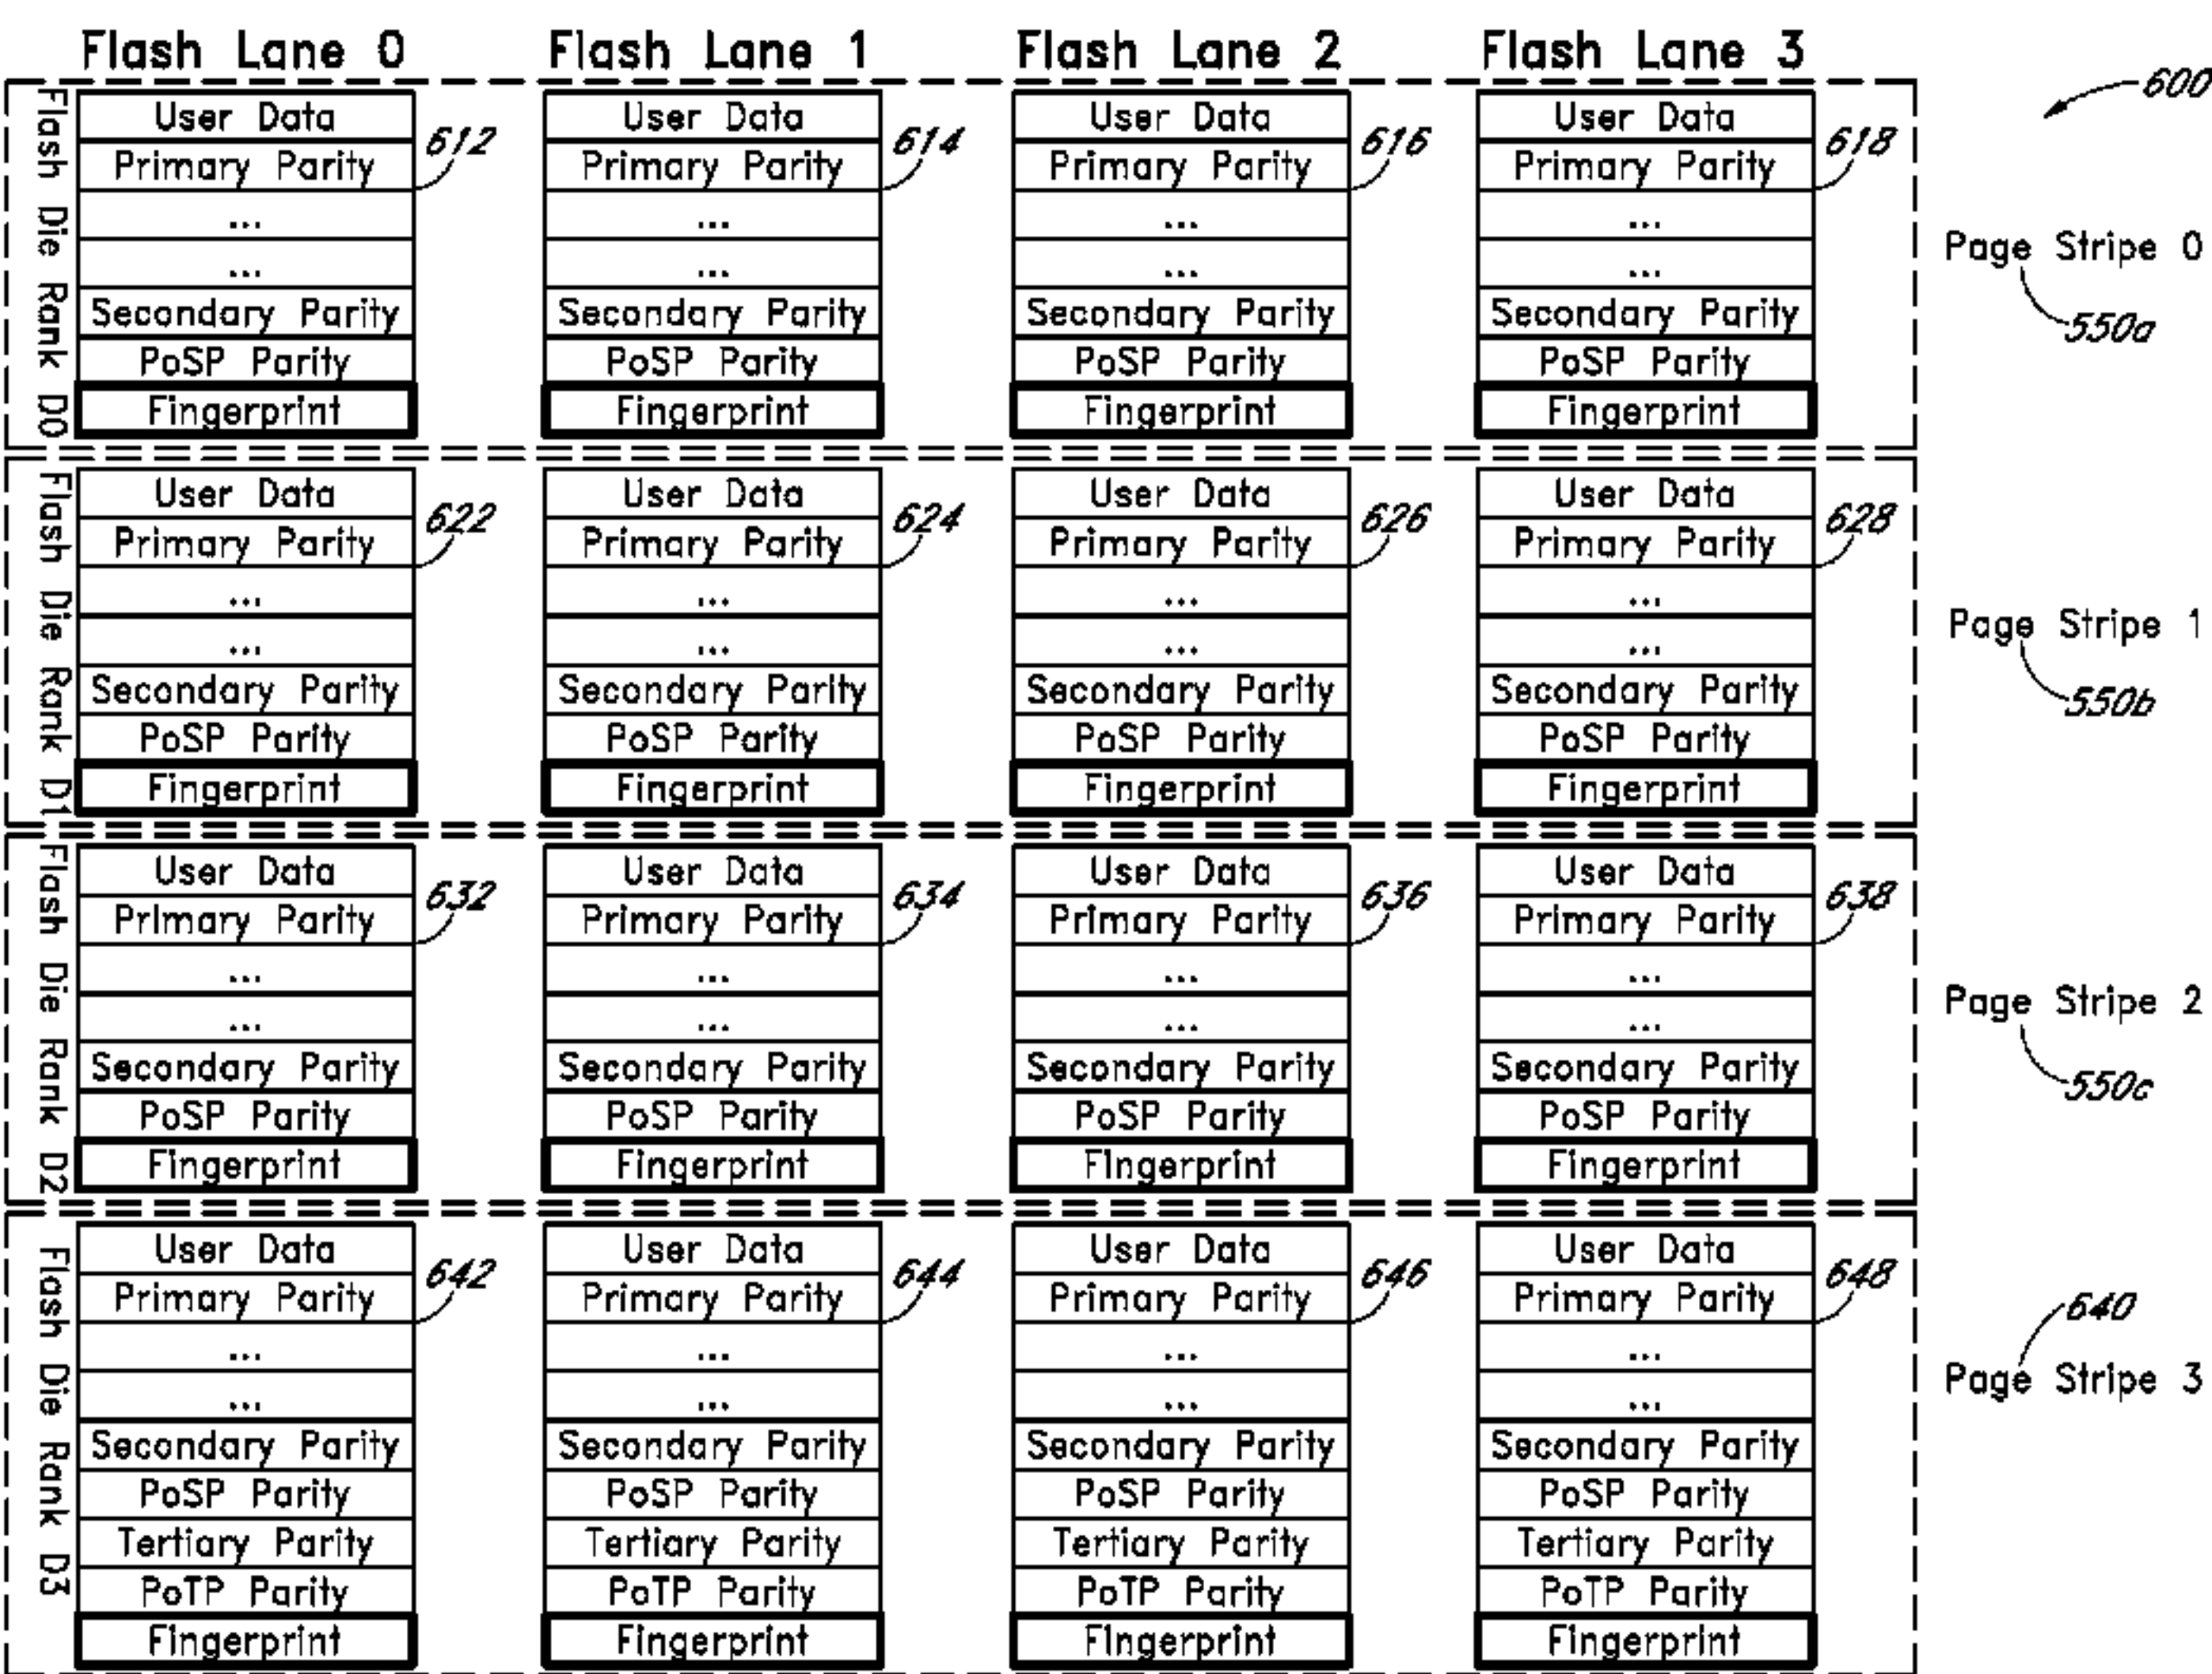 Flash Lane 0 Flash Lane 1 Flash Lane 2 Flash Lane 3
600
Flash Die Rank D0
User Data User Data User Data User Data
612 614 616 618
Primary Parity Primary Parity Primary Parity Primary Parity
... ... ... ...
Page Stripe 0
... ... ... ...
550a
Secondary Parity Secondary Parity Secondary Parity Secondary Parity
PoSP Parity PoSP Parity PoSP Parity PoSP Parity
Fingerprint Fingerprint Fingerprint Fingerprint
Flash Die Rank D1
User Data User Data User Data User Data
622 624 626 628
Primary Parity Primary Parity Primary Parity Primary Parity
... ... ... ...
Page Stripe 1
... ... ... ...
550b
Secondary Parity Secondary Parity Secondary Parity Secondary Parity
PoSP Parity PoSP Parity PoSP Parity PoSP Parity
Fingerprint Fingerprint Fingerprint Fingerprint
Flash Die Rank D2
User Data User Data User Data User Data
632 634 636 638
Primary Parity Primary Parity Primary Parity Primary Parity
... ... ... ...
Page Stripe 2
... ... ... ...
550c
Secondary Parity Secondary Parity Secondary Parity Secondary Parity
PoSP Parity PoSP Parity PoSP Parity PoSP Parity
Fingerprint Fingerprint Fingerprint Fingerprint
Flash Die Rank D3
User Data User Data User Data User Data
642 644 646 648
Primary Parity Primary Parity Primary Parity Primary Parity
640
... ... ... ...
Page Stripe 3
... ... ... ...
Secondary Parity Secondary Parity Secondary Parity Secondary Parity
PoSP Parity PoSP Parity PoSP Parity PoSP Parity
Tertiary Parity Tertiary Parity Tertiary Parity Tertiary Parity
PoTP Parity PoTP Parity PoTP Parity PoTP Parity
Fingerprint Fingerprint Fingerprint Fingerprint